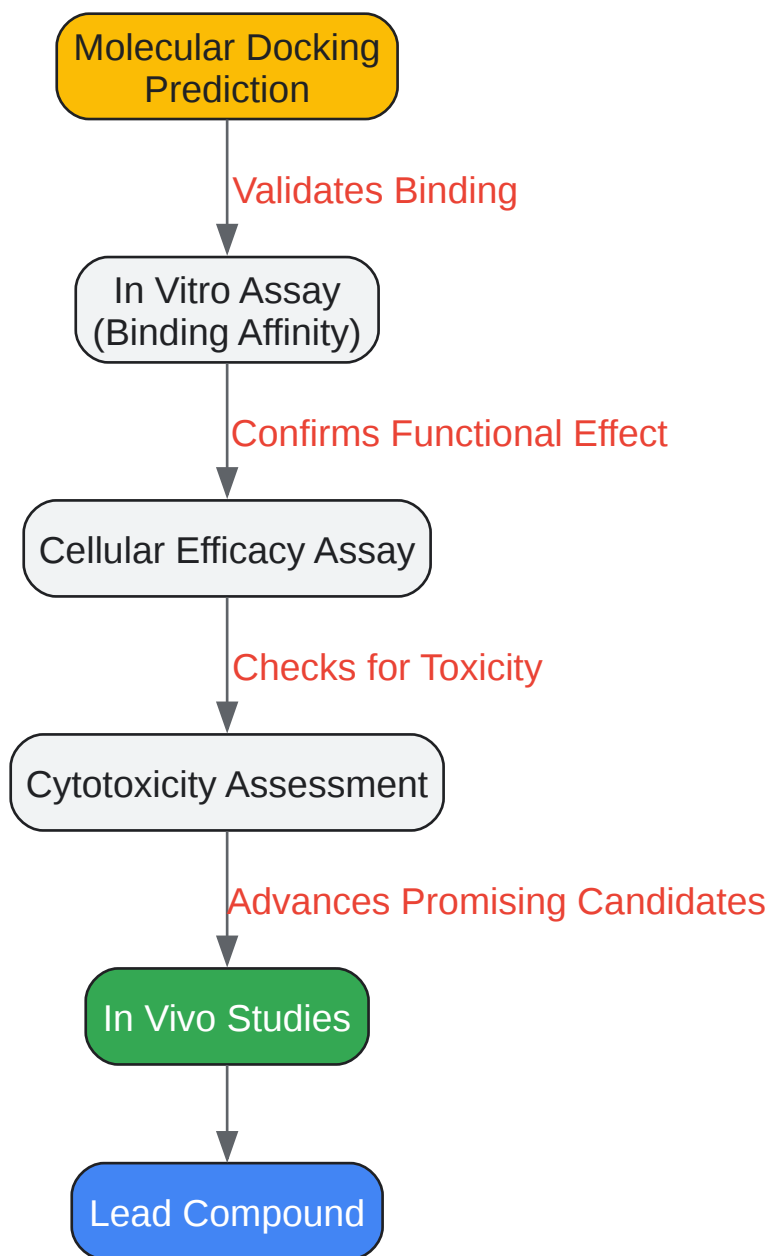 Molecular Docking
Prediction
Validates Binding
In Vitro Assay
(Binding Affinity)
Confirms Functional Effect
Cellular Efficacy Assay
Checks for Toxicity
Cytotoxicity Assessment
Advances Promising Candidates
In Vivo Studies
Lead Compound